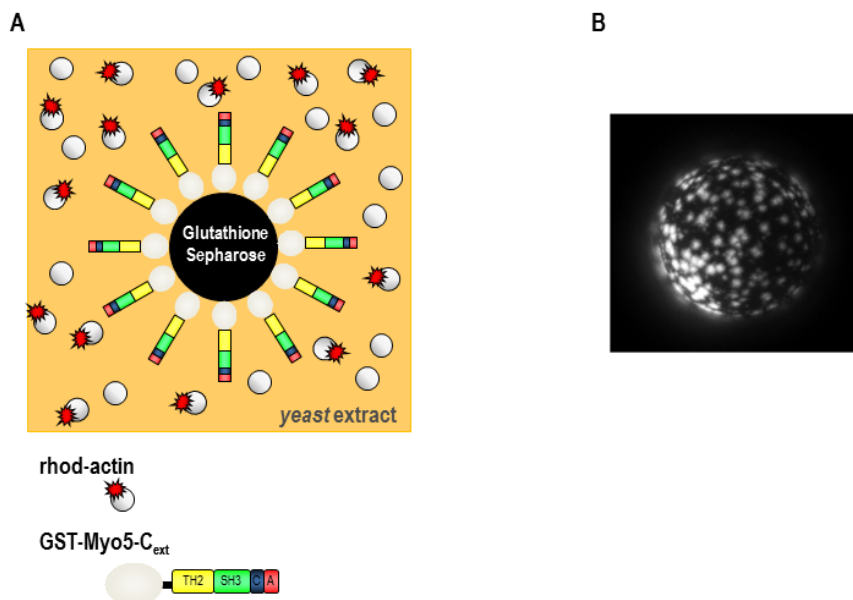 A
B
Glutathione
Sepharose
yeast extract
rhod-actin
GST-Myo5-Cext
TH2 SH3 C A